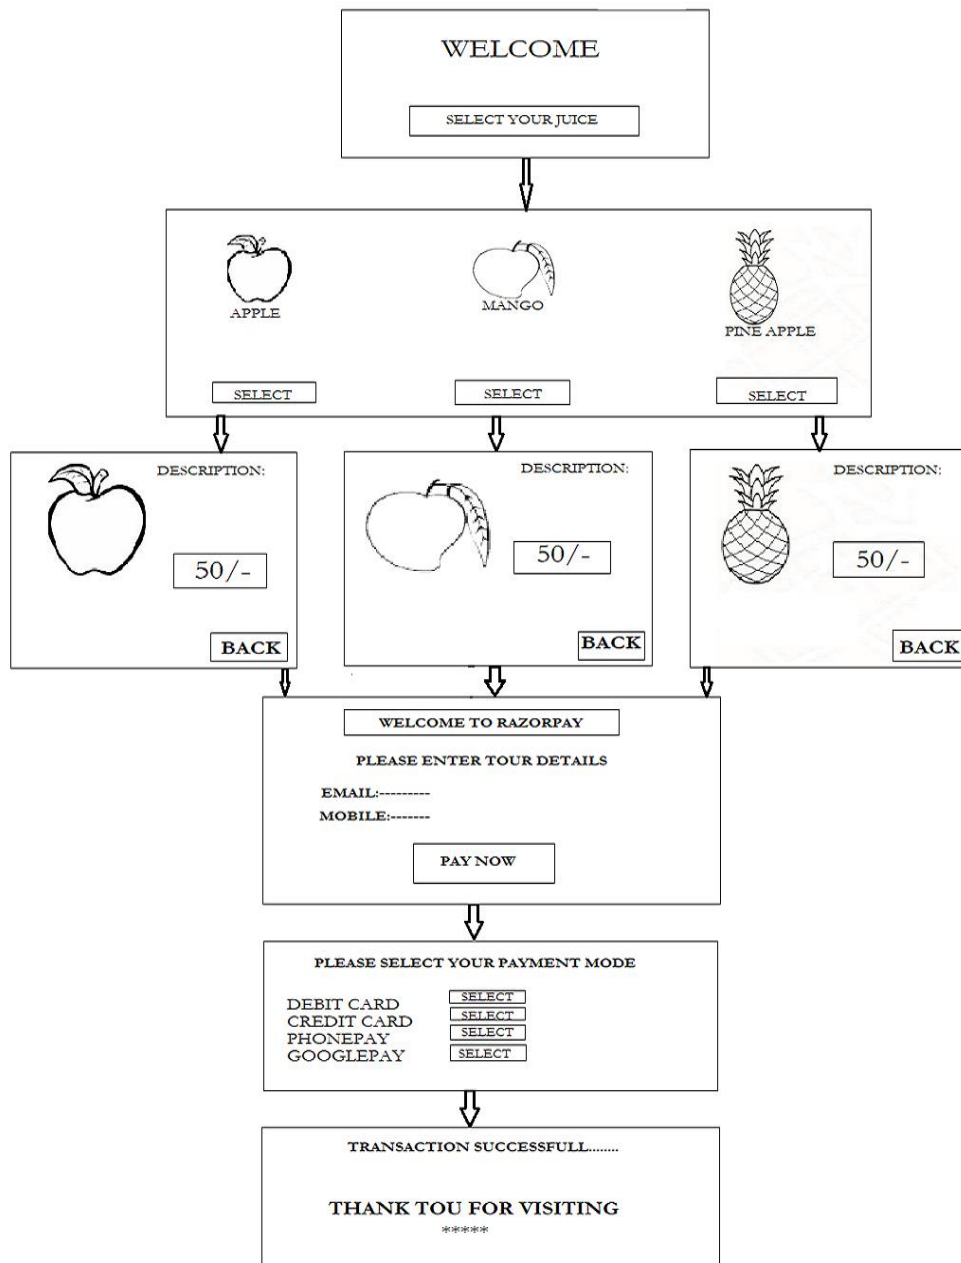 WELCOME
SELECT YOUR JUICE
APPLE
MANGO
PINE APPLE
SELECT
SELECT
SELECT
DESCRIPTION:
50/-
BACK
DESCRIPTION:
50/-
BACK
DESCRIPTION:
50/-
BACK
WELCOME TO RAZORPAY
PLEASE ENTER TOUR DETAILS
EMAIL:---------
MOBILE:-------
PAY NOW
PLEASE SELECT YOUR PAYMENT MODE
DEBIT CARD SELECT
CREDIT CARD SELECT
PHONEPAY SELECT
GOOGLEPAY SELECT
TRANSACTION SUCCESSFULL........
THANK TOU FOR VISITING
*****